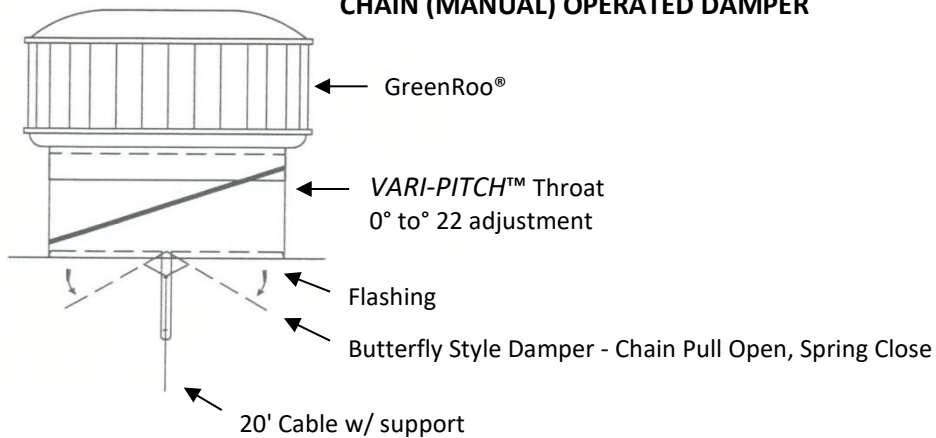 CHAIN (MANUAL) OPERATED DAMPER
GreenRoo®
VARI-PITCH™ Throat
0° to° 22 adjustment
Flashing
Butterfly Style Damper - Chain Pull Open, Spring Close
20' Cable w/ support